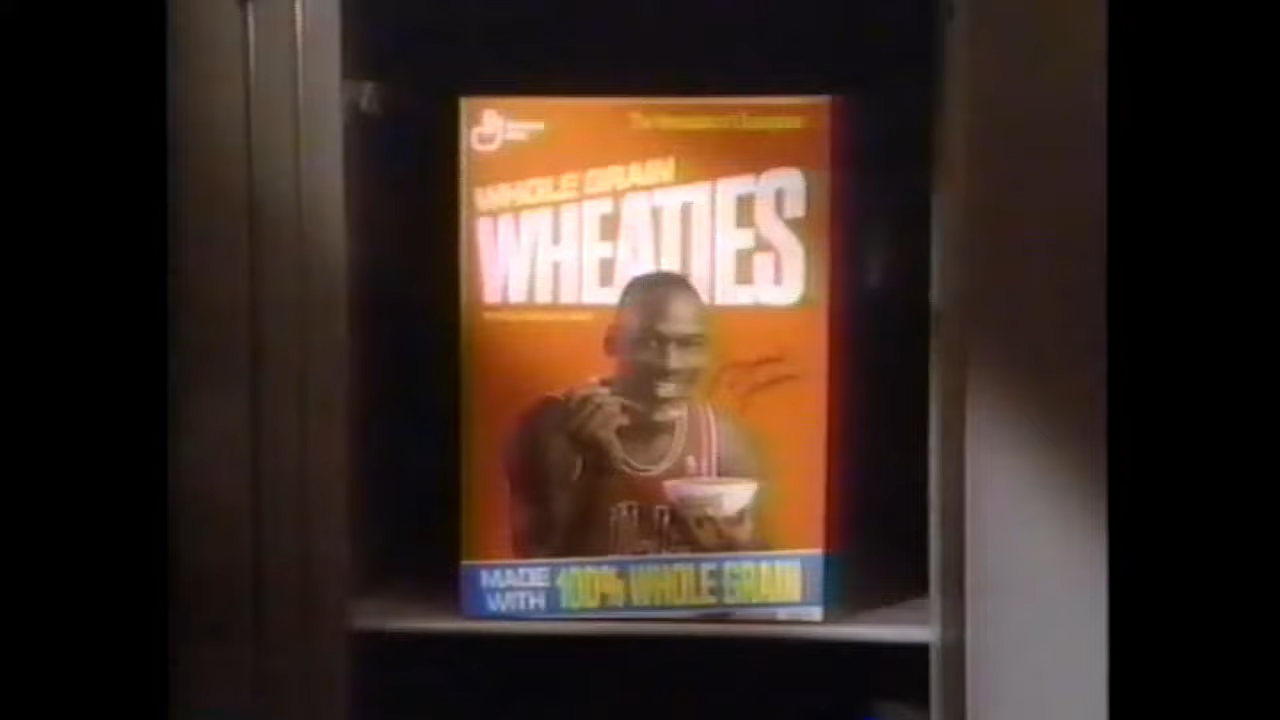 WHOLE GRAIN
WHEATIES
MADE
WITH
100% WHOLE GRAIN